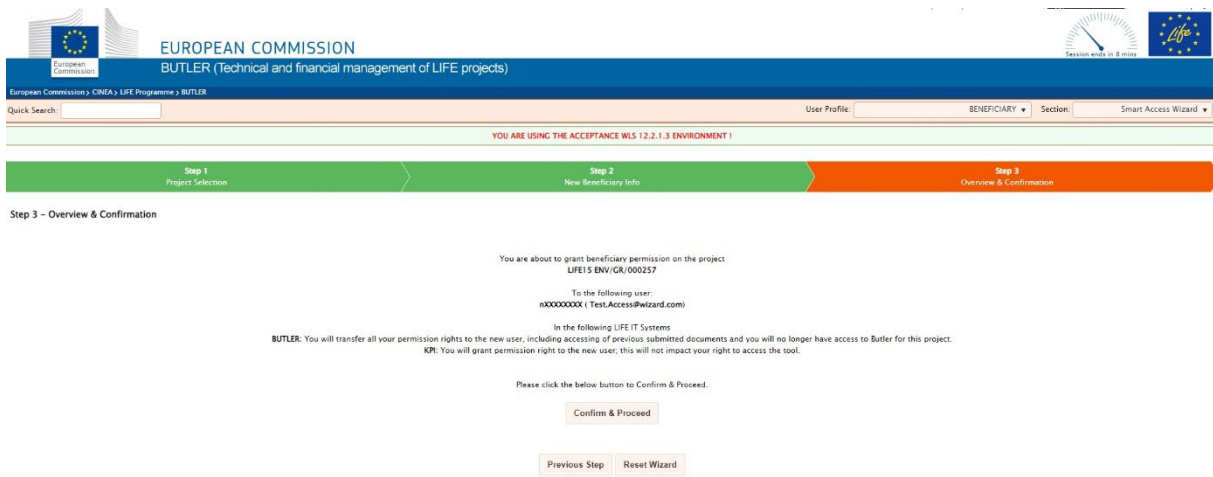 European
Commission
EUROPEAN COMMISSION
BUTLER (Technical and financial management of LIFE projects)
Session ends in 8 mins
Life
European Commission > CINEA > LIFE Programme > BUTLER
Quick Search:
User Profile: BENEFICIARY Section: Smart Access Wizard
YOU ARE USING THE ACCEPTANCE WLS 12.2.1.3 ENVIRONMENT !
Step 1
Project Selection
Step 2
New Beneficiary Info
Step 3
Overview & Confirmation
Step 3 - Overview & Confirmation
You are about to grant beneficiary permission on the project
LIFE15 ENV/GR/000257
To the following user:
nXXXXXXXX ( Test.Access@wizard.com)
In the following LIFE IT Systems
BUTLER: You will transfer all your permission rights to the new user, including accessing of previous submitted documents and you will no longer have access to Butler for this project.
KPI: You will grant permission right to the new user; this will not impact your right to access the tool.
Please click the below button to Confirm & Proceed.
Confirm & Proceed
Previous Step
Reset Wizard